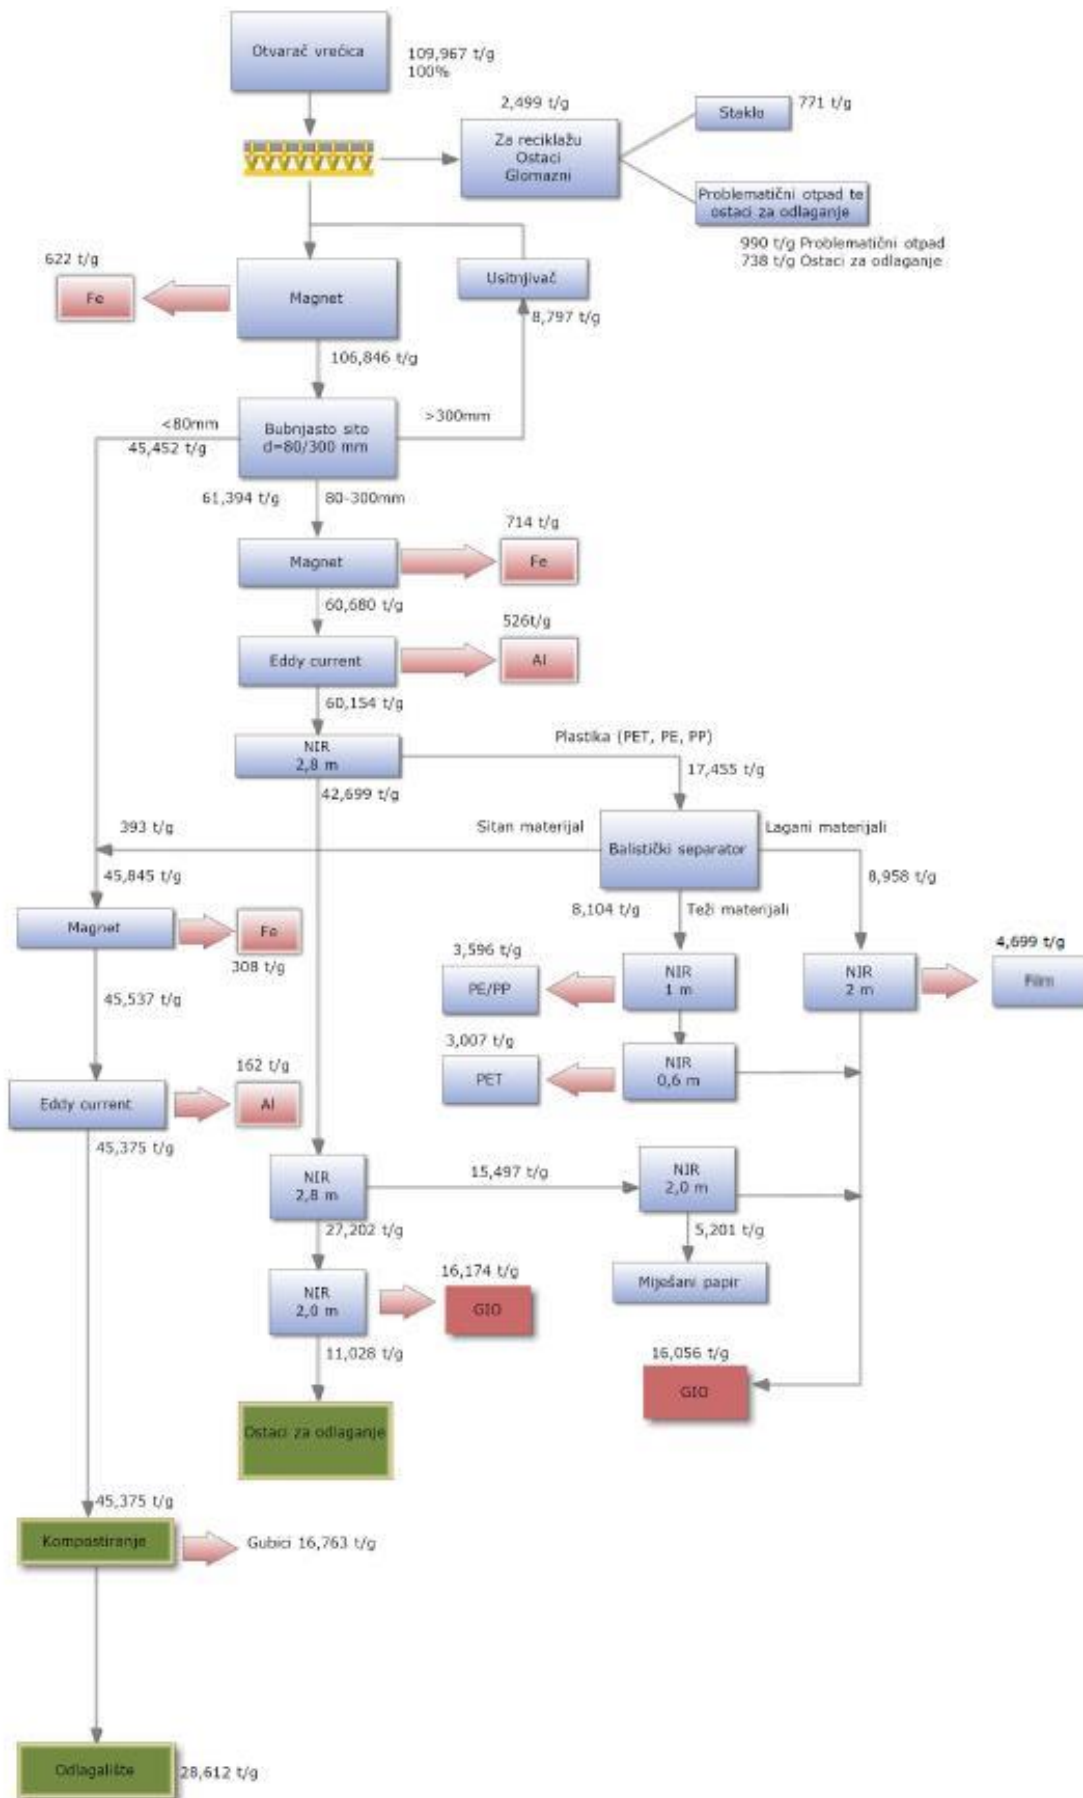 Otvarač vrećica
109,967 t/g
100%
2,499 t/g
Za reciklažu
Ostaci
Glomazni
Staklo
771 t/g
Problematični otpad te
ostaci za odlaganje
990 t/g Problematični otpad
738 t/g Ostaci za odlaganje
622 t/g
Fe
Magnet
Usitnjivač
8,797 t/g
106,846 t/g
<80mm
45,452 t/g
Bubnjasto sito
d=80/300 mm
>300mm
61,394 t/g
80-300mm
714 t/g
Magnet
Fe
60,680 t/g
526t/g
Eddy current
Al
60,154 t/g
NIR
2,8 m
Plastika (PET, PE, PP)
17,455 t/g
42,699 t/g
393 t/g
Sitan materijal
Balistički separator
Lagani materijali
45,845 t/g
8,958 t/g
8,104 t/g
Teži materijali
Magnet
Fe
308 t/g
3,596 t/g
PE/PP
NIR
1 m
NIR
2 m
4,699 t/g
Film
45,537 t/g
3,007 t/g
PET
NIR
0,6 m
162 t/g
Eddy current
Al
45,375 t/g
NIR
2,8 m
15,497 t/g
NIR
2,0 m
27,202 t/g
5,201 t/g
NIR
2,0 m
16,174 t/g
GIO
Miješani papir
11,028 t/g
16,056 t/g
GIO
Ostaci za odlaganje
45,375 t/g
Kompostiranje
Gubici 16,763 t/g
Odlagalište
28,612 t/g